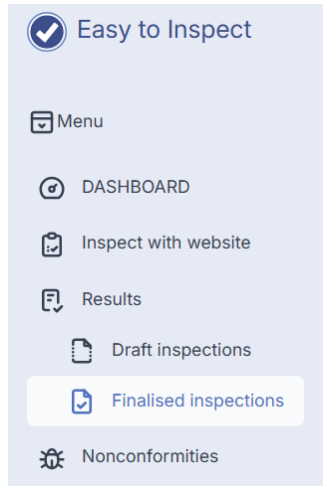 Easy to Inspect
Menu
DASHBOARD
Inspect with website
Results
Draft inspections
Finalised inspections
Nonconformities